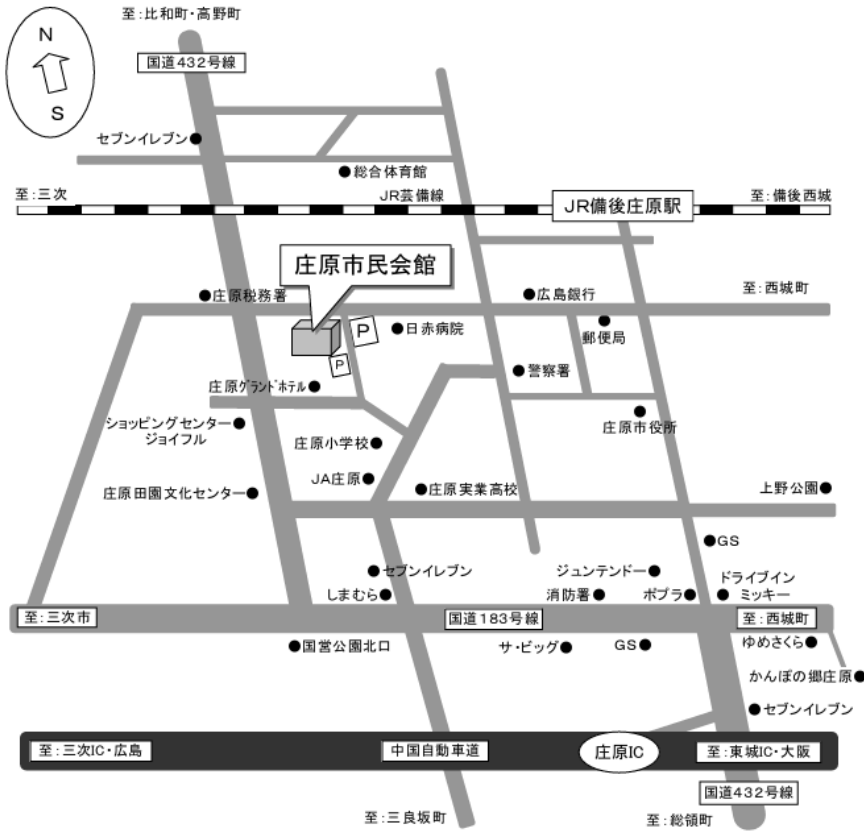 至:比和町・高野町
N
S
国道432号線
セブンイレブン
総合体育館
至:三次
JR芸備線
JR備後庄原駅
至:備後西城
庄原市民会館
至:西城町
庄原税務署
広島銀行
P
日赤病院
郵便局
P
警察署
庄原グランドホテル
ショッピングセンター
ジョイフル
庄原市役所
庄原小学校
JA庄原
庄原田園文化センター
庄原実業高校
上野公園
GS
セブンイレブン
ジュンテンドー
ドライブイン
ミッキー
しまむら
消防署
ポプラ
至:三次市
国道183号線
至:西城町
国営公園北口
サ・ビッグ
GS
ゆめさくら
かんぽの郷庄原
セブンイレブン
至:三次IC・広島
中国自動車道
庄原IC
至:東城IC・大阪
国道432号線
至:三良坂町
至:総領町